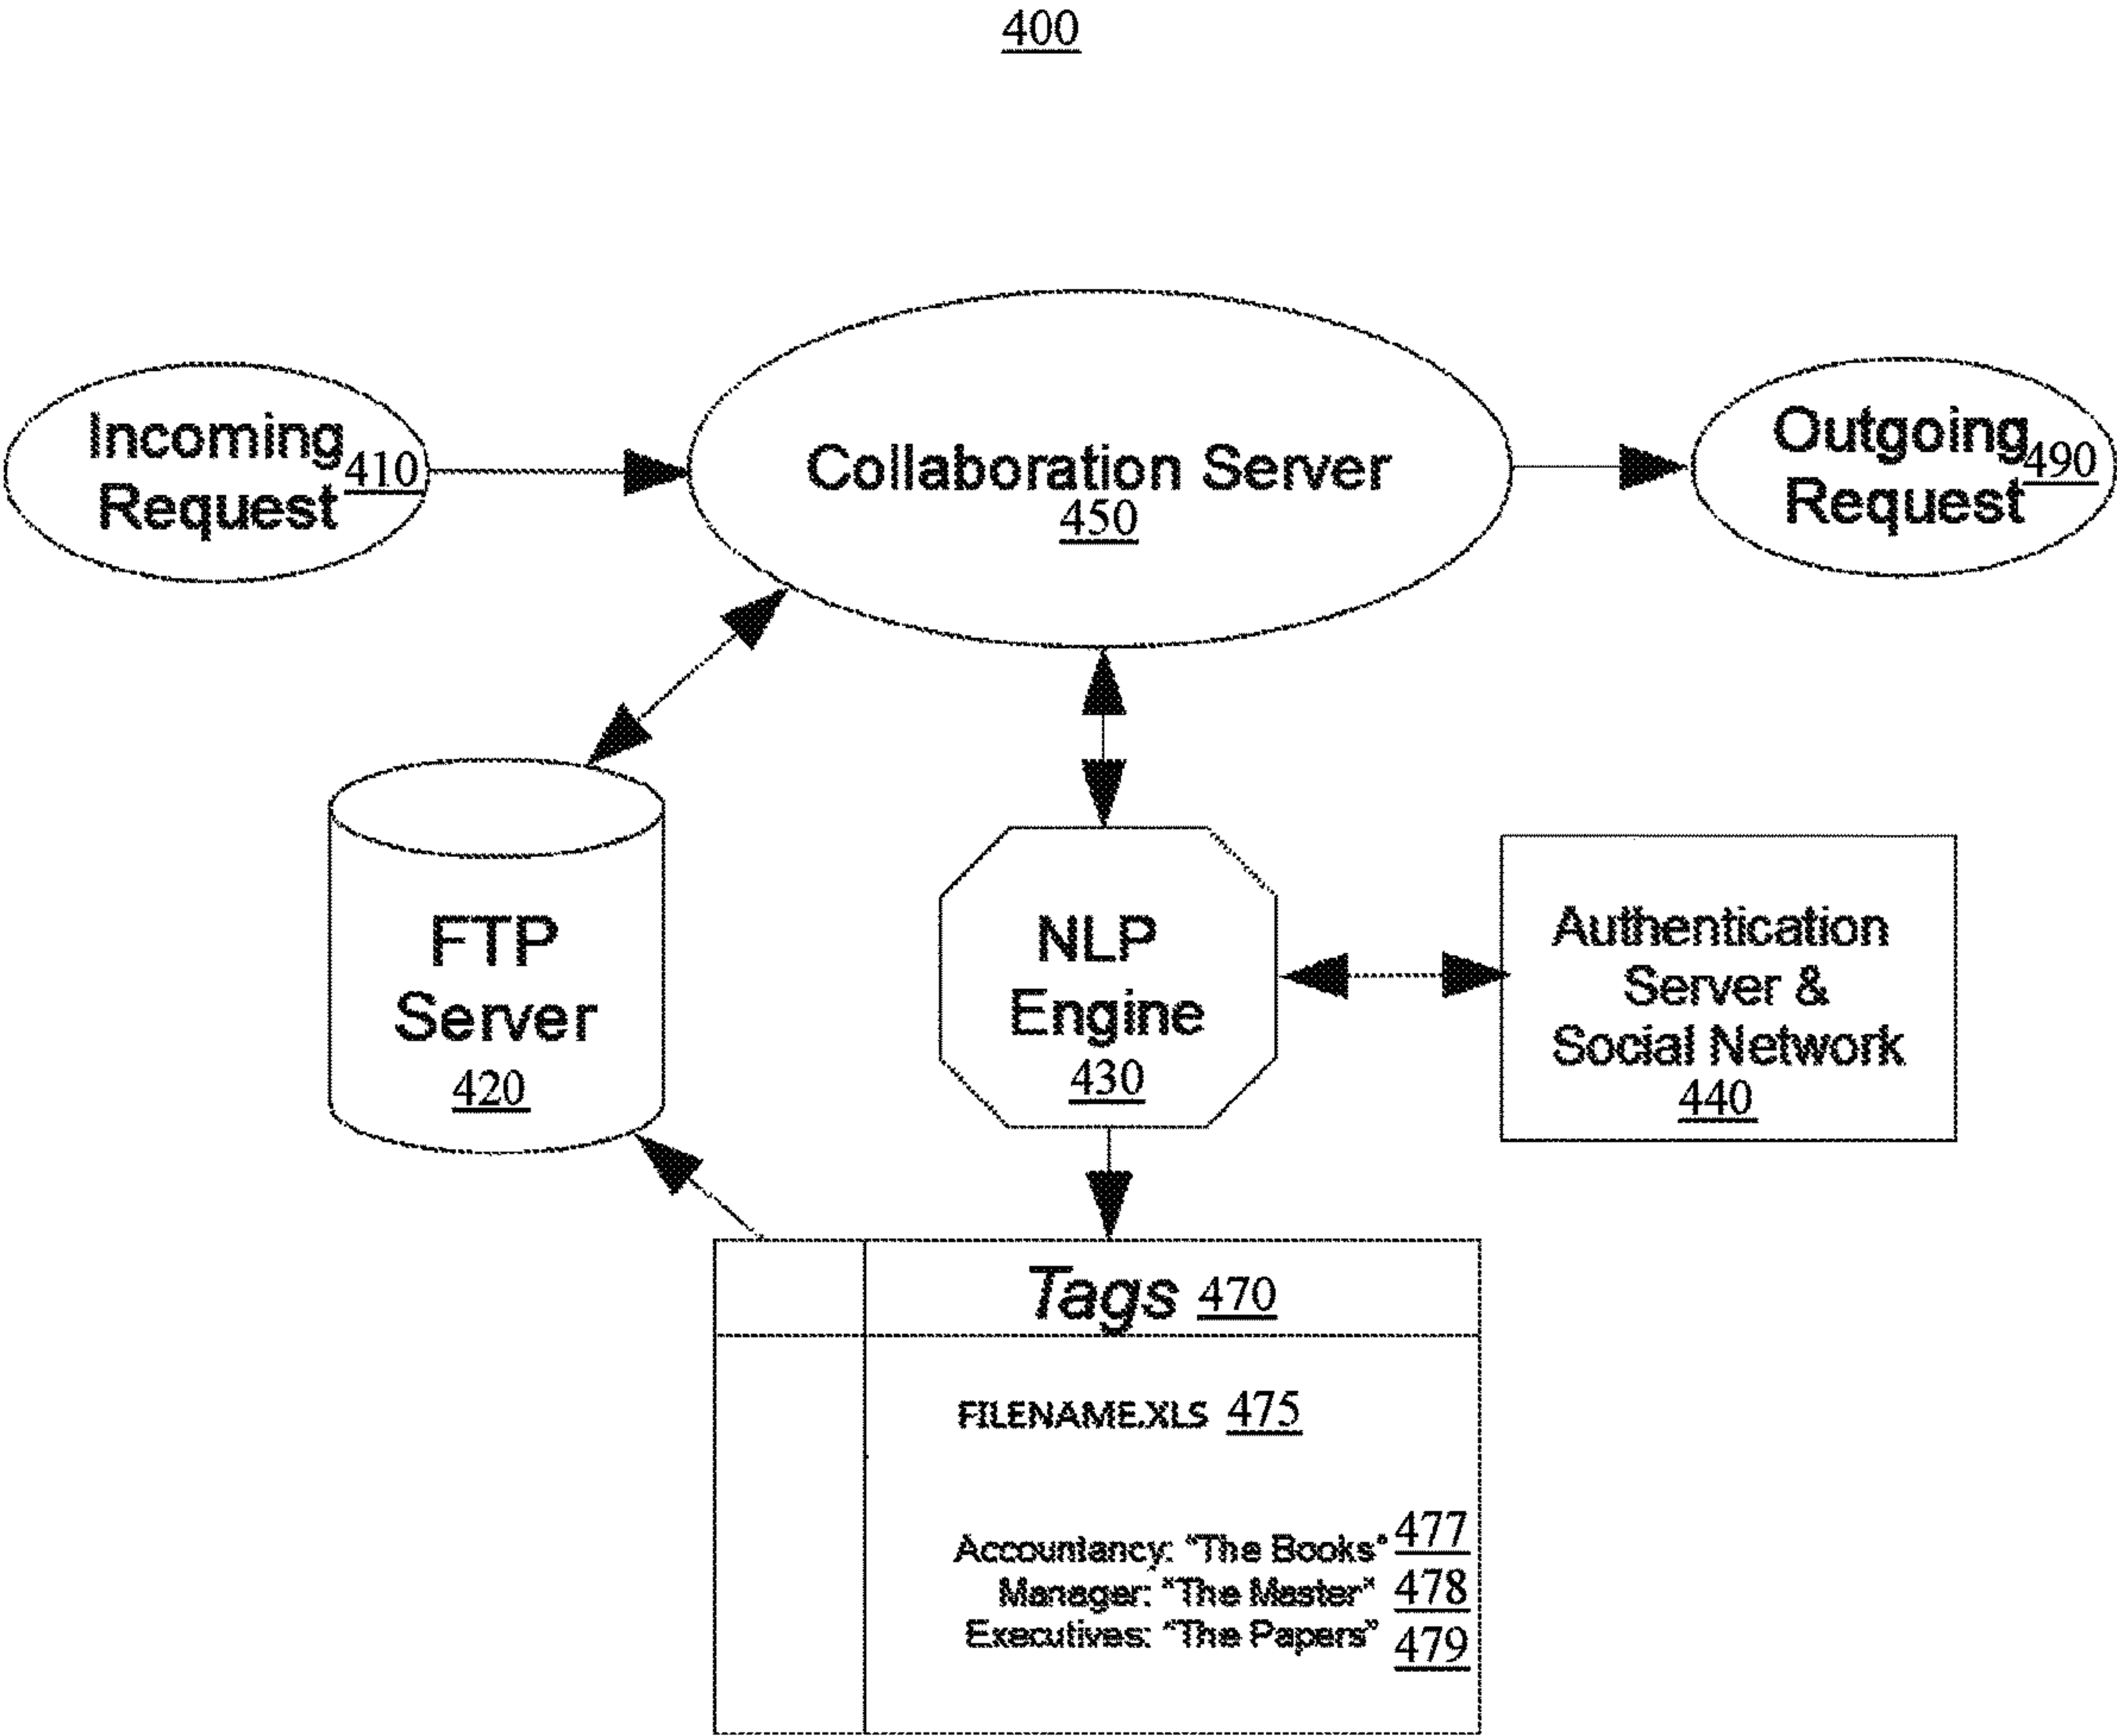 400
Incoming
Request 410
Collaboration Server
450
Outgoing
Request 490
FTP
Server
420
NLP
Engine
430
Authentication
Server &
Social Network
440
Tags 470
FILENAME.XLS 475
Accountancy: "The Books" 477
Manager: "The Master" 478
Executives: "The Papers" 479